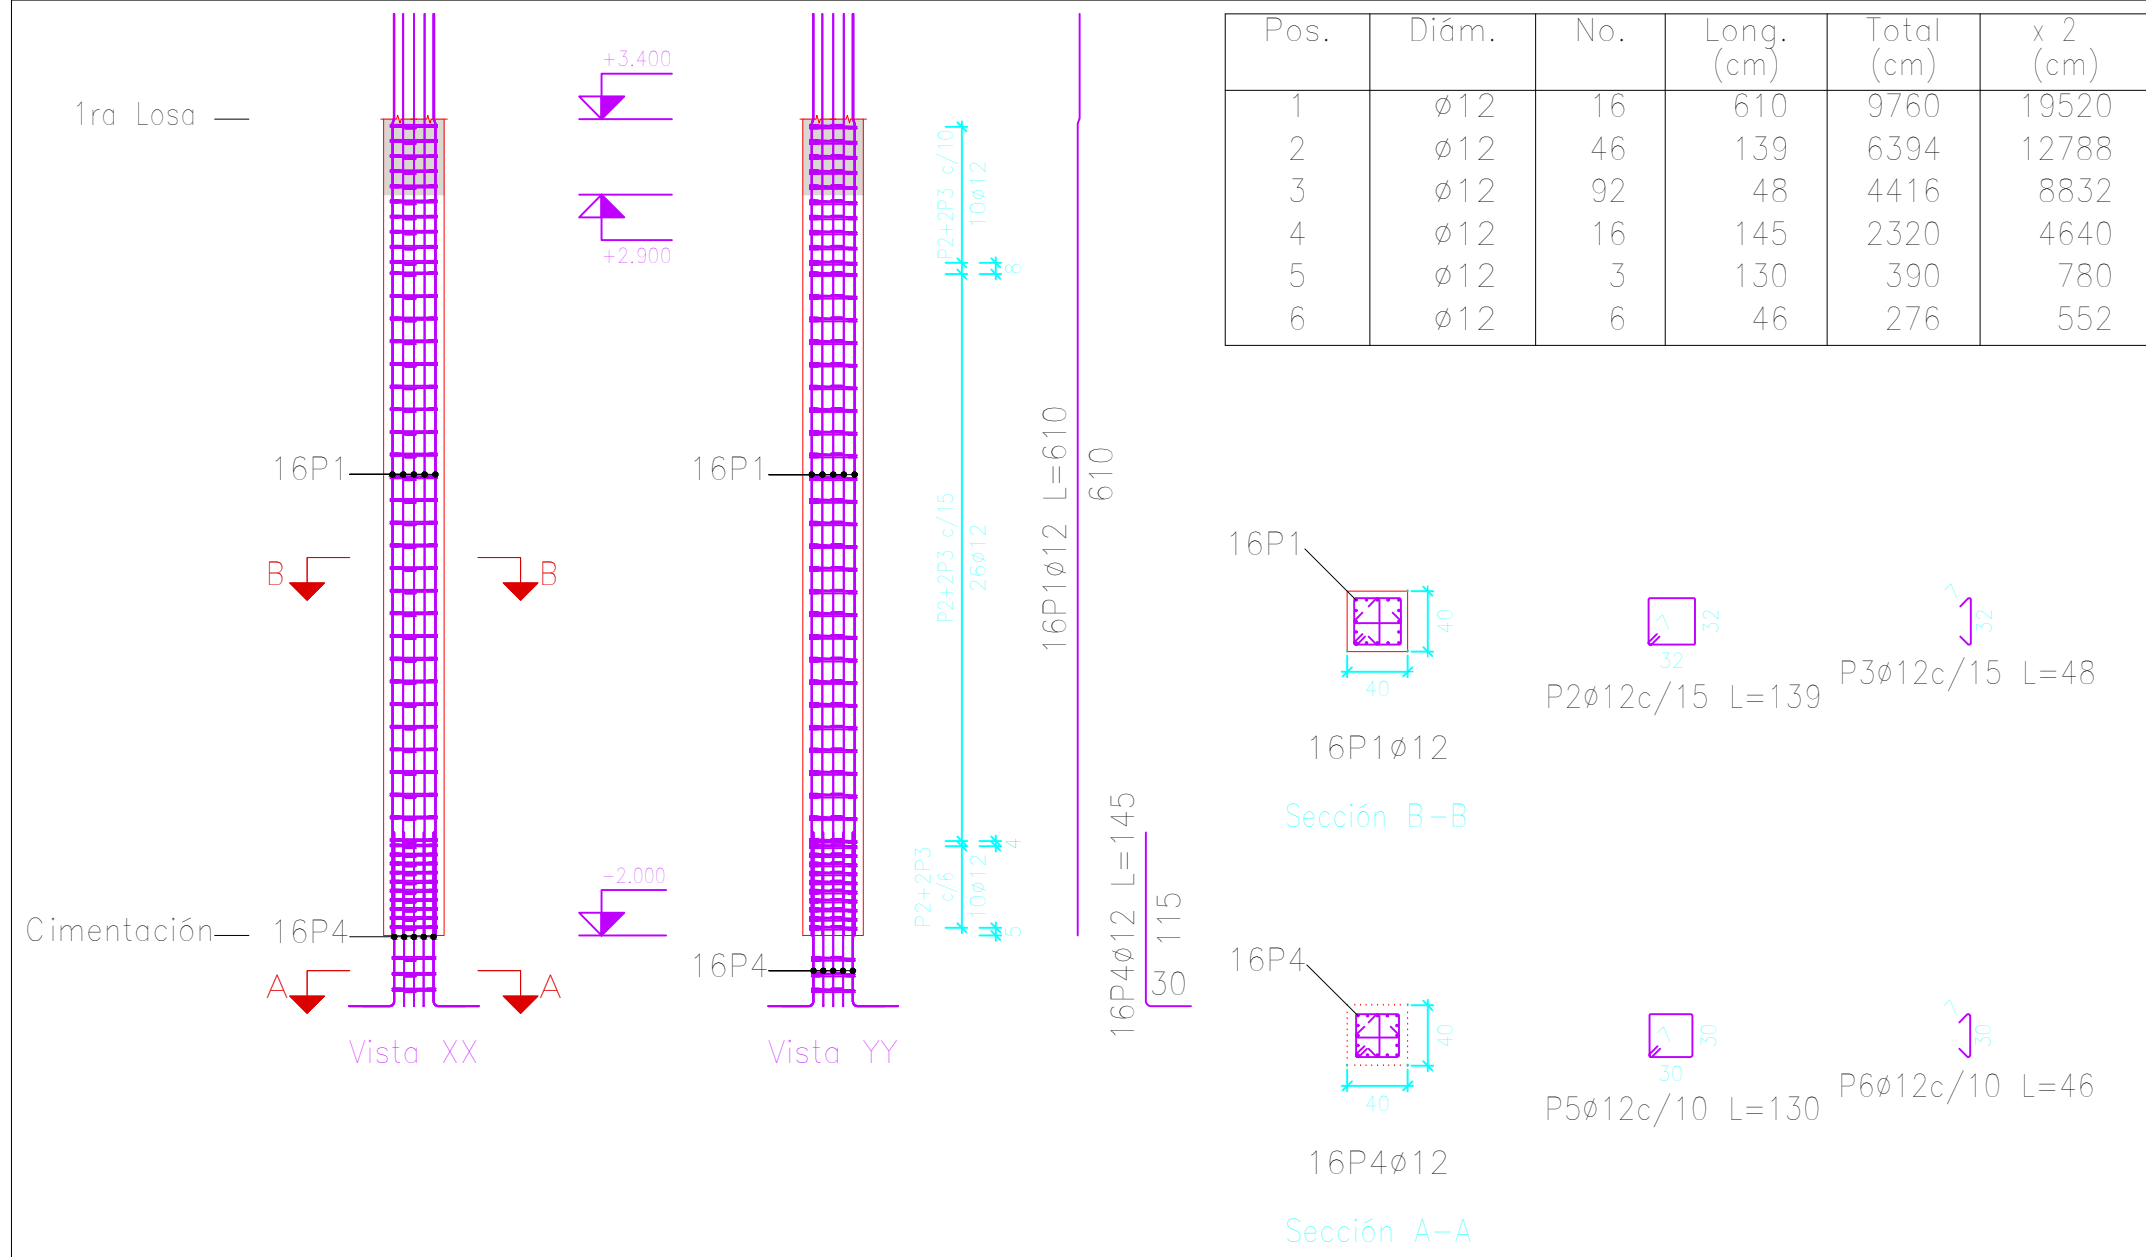 Pos. Diám. No. Long. (cm) Total (cm) x 2 (cm)
1 ø12 16 610 9760 19520
2 ø12 46 139 6394 12788
3 ø12 92 48 4416 8832
4 ø12 16 145 2320 4640
5 ø12 3 130 390 780
6 ø12 6 46 276 552
1ra Losa
+3.400
+2.900
16P1
16P1
B
B
-2.000
Cimentación
16P4
16P4
A
A
Vista XX
Vista YY
P2+2P3 c/10
10ø12
8
P2+2P3 c/15
26ø12
4
P2+2P3
c/6
10ø12
5
16P1ø12 L=610
610
16P4ø12 L=145
115
30
16P1
40
40
16P1ø12
Sección B-B
7
32
32
P2ø12c/15 L=139
7
32
P3ø12c/15 L=48
16P4
40
40
16P4ø12
Sección A-A
7
30
30
P5ø12c/10 L=130
7
30
P6ø12c/10 L=46